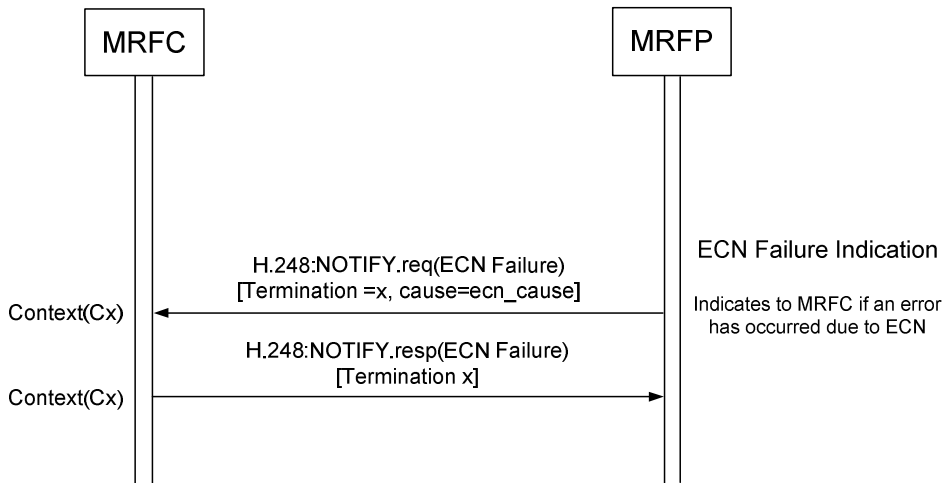 MRFC
MRFP
ECN Failure Indication
H.248:NOTIFY.req(ECN Failure)
[Termination =x, cause=ecn_cause]
Indicates to MRFC if an error
has occurred due to ECN
Context(Cx)
H.248:NOTIFY.resp(ECN Failure)
[Termination x]
Context(Cx)